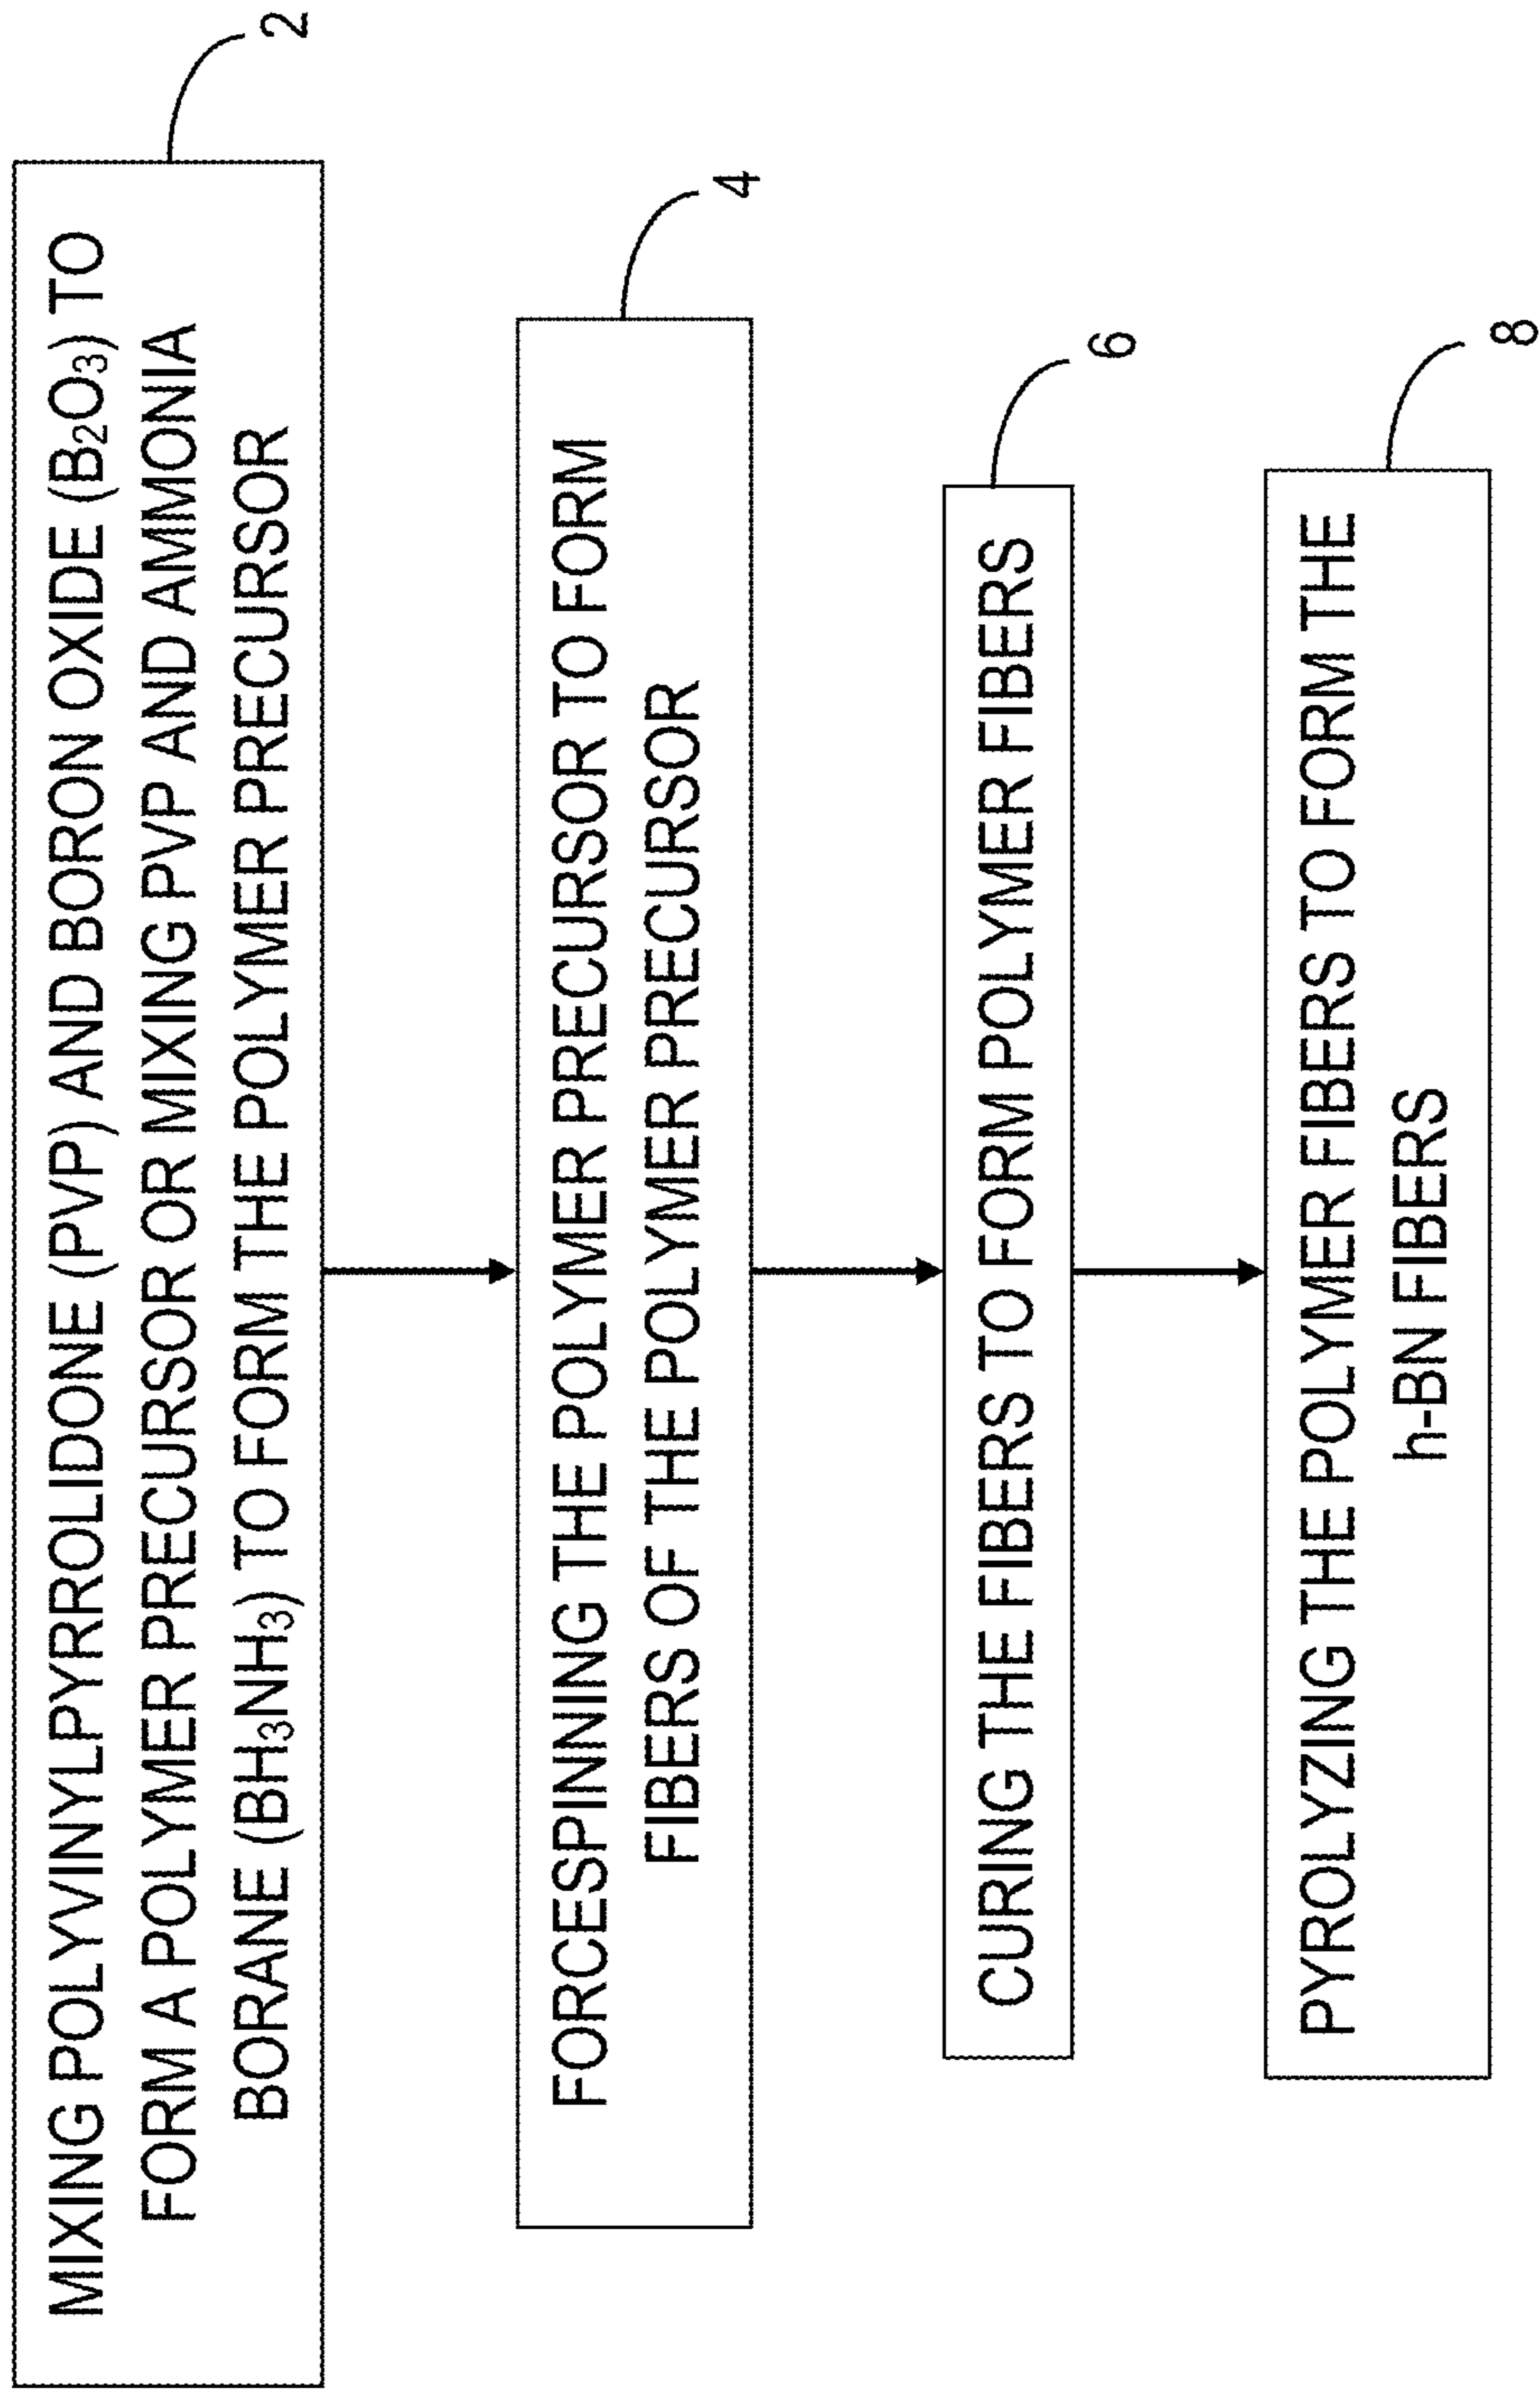 MIXING POLYVINYLPYRROLIDONE (PVP) AND BORON OXIDE (B₂O₃) TO
FORM A POLYMER PRECURSOR OR MIXING PVP AND AMMONIA
BORANE (BH₃NH₃) TO FORM THE POLYMER PRECURSOR
2
FORCESPINNING THE POLYMER PRECURSOR TO FORM
FIBERS OF THE POLYMER PRECURSOR
4
CURING THE FIBERS TO FORM POLYMER FIBERS
6
PYROLYZING THE POLYMER FIBERS TO FORM THE
h-BN FIBERS
8